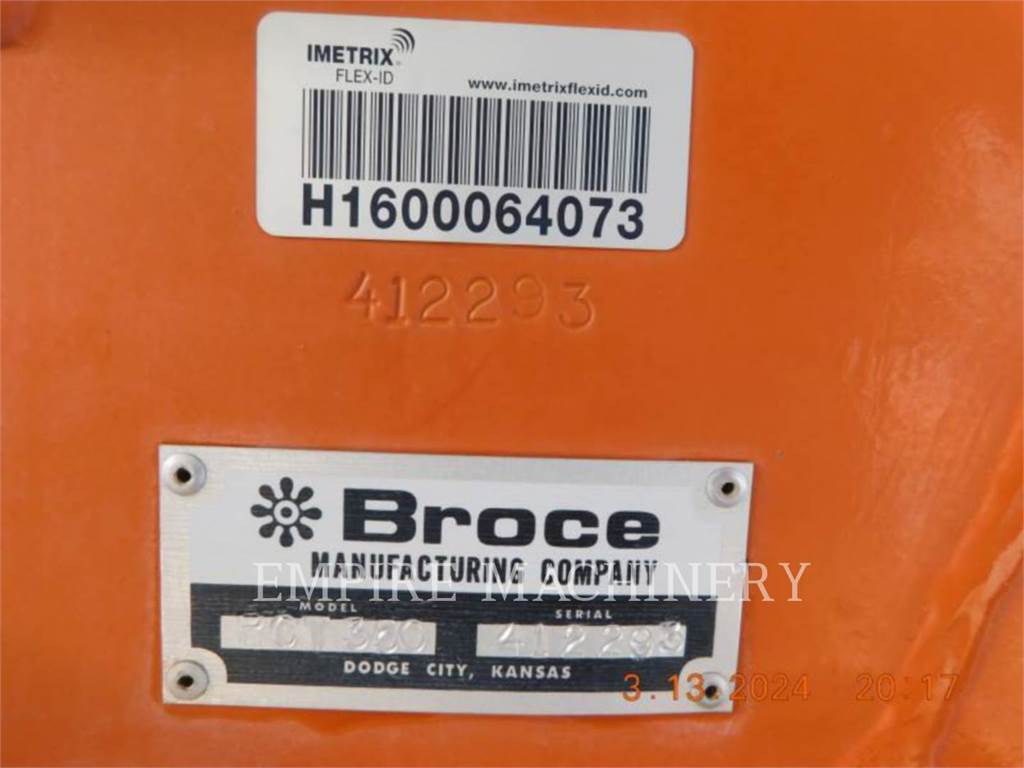 IMETRIX®
FLEX-ID
www.imetrixflexid.com
H1600064073
412293
Broce
MANUFACTURING COMPANY
EMPIRE MACHINERY
MODEL SERIAL
412293
DODGE CITY, KANSAS
3.13.2024 20:17